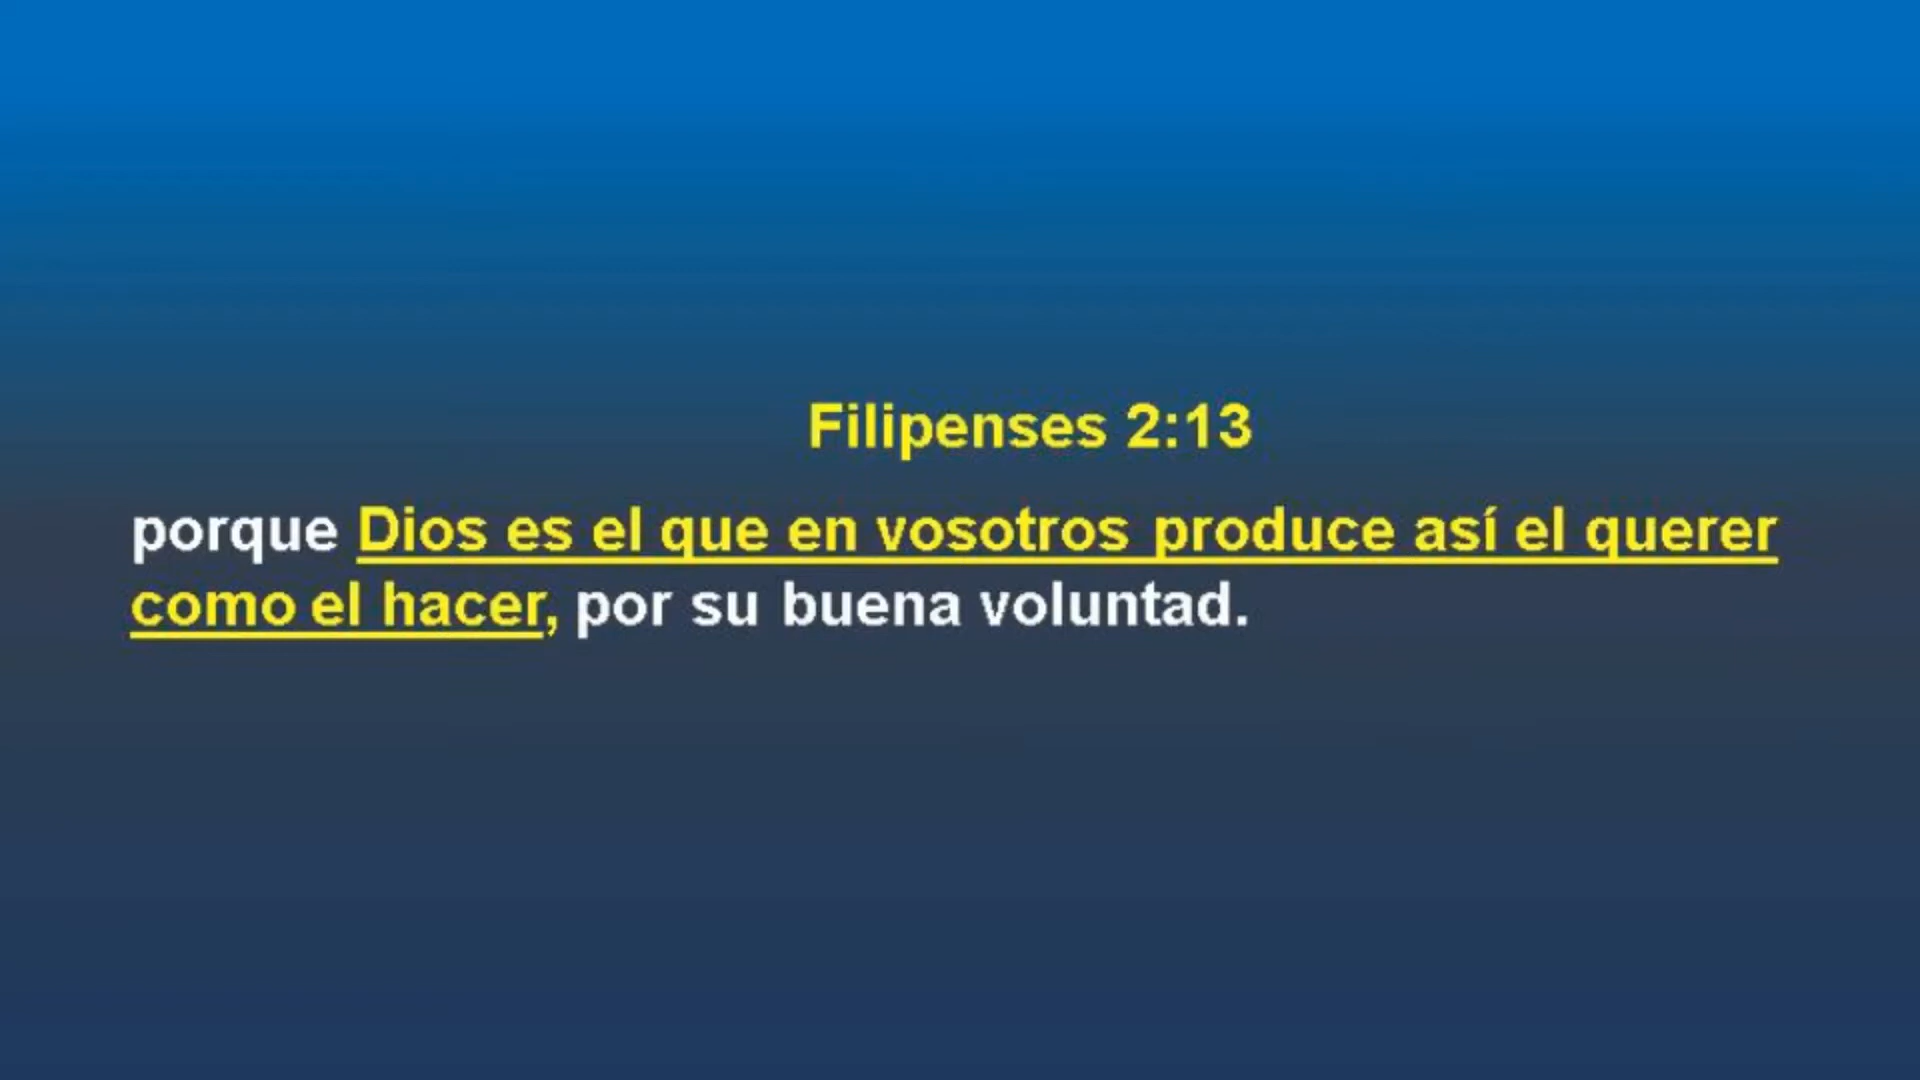 Filipenses 2:13
porque Dios es el que en vosotros produce así el querer
como el hacer, por su buena voluntad.